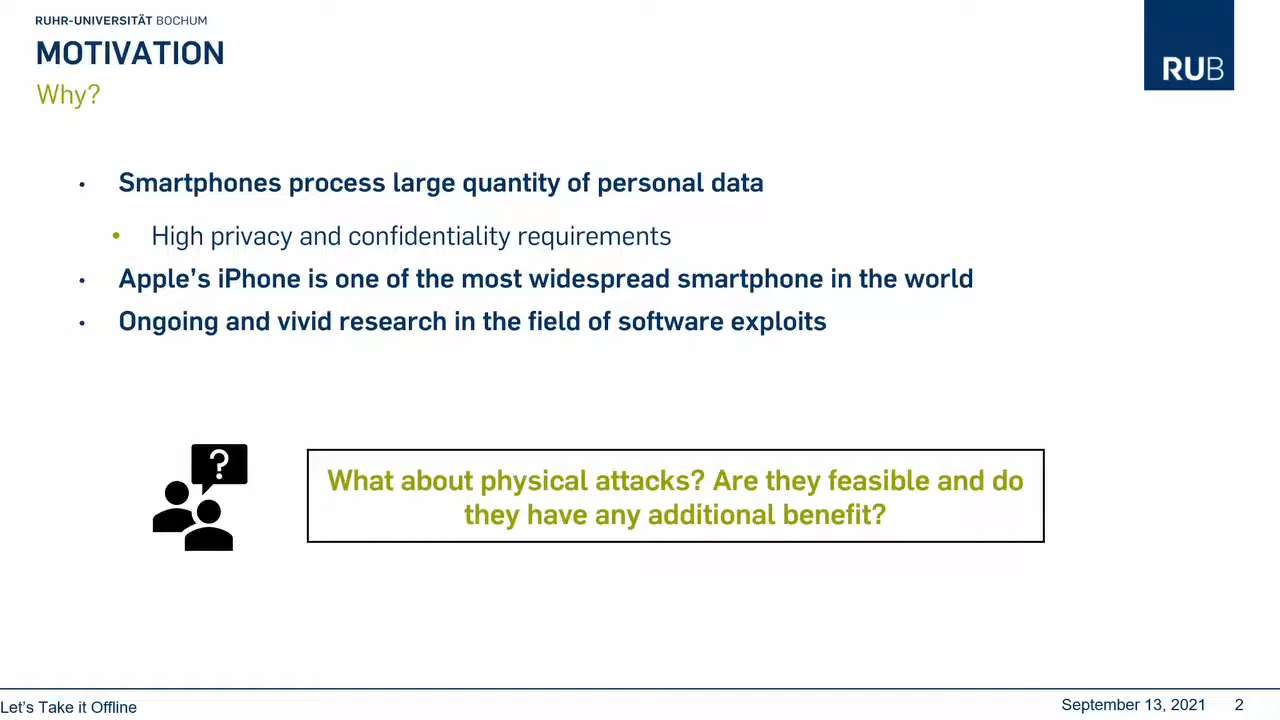 RUHR-UNIVERSITÄT BOCHUM
MOTIVATION
Why?
RUB
• Smartphones process large quantity of personal data
• High privacy and confidentiality requirements
• Apple's iPhone is one of the most widespread smartphone in the world
• Ongoing and vivid research in the field of software exploits
?
What about physical attacks? Are they feasible and do
they have any additional benefit?
Let's Take it Offline
September 13, 2021 2